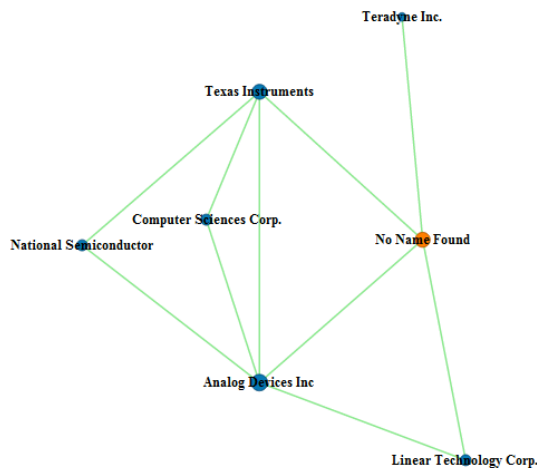 Teradyne Inc.
Texas Instruments
Computer Sciences Corp.
No Name Found
National Semiconductor
Analog Devices Inc
Linear Technology Corp.